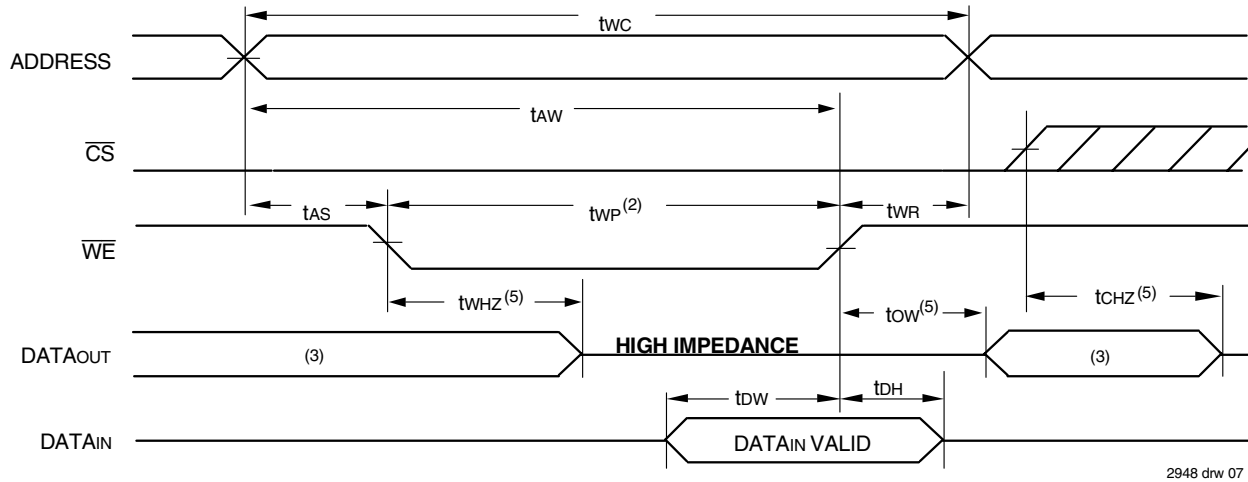 tWC
ADDRESS
tAW
CS
tAS
tWP(2)
tWR
WE
tWHZ(5)
tOW(5)
tCHZ(5)
DATAOUT
(3)
HIGH IMPEDANCE
(3)
tDW
tDH
DATAIN
DATAIN VALID
2948 drw 07